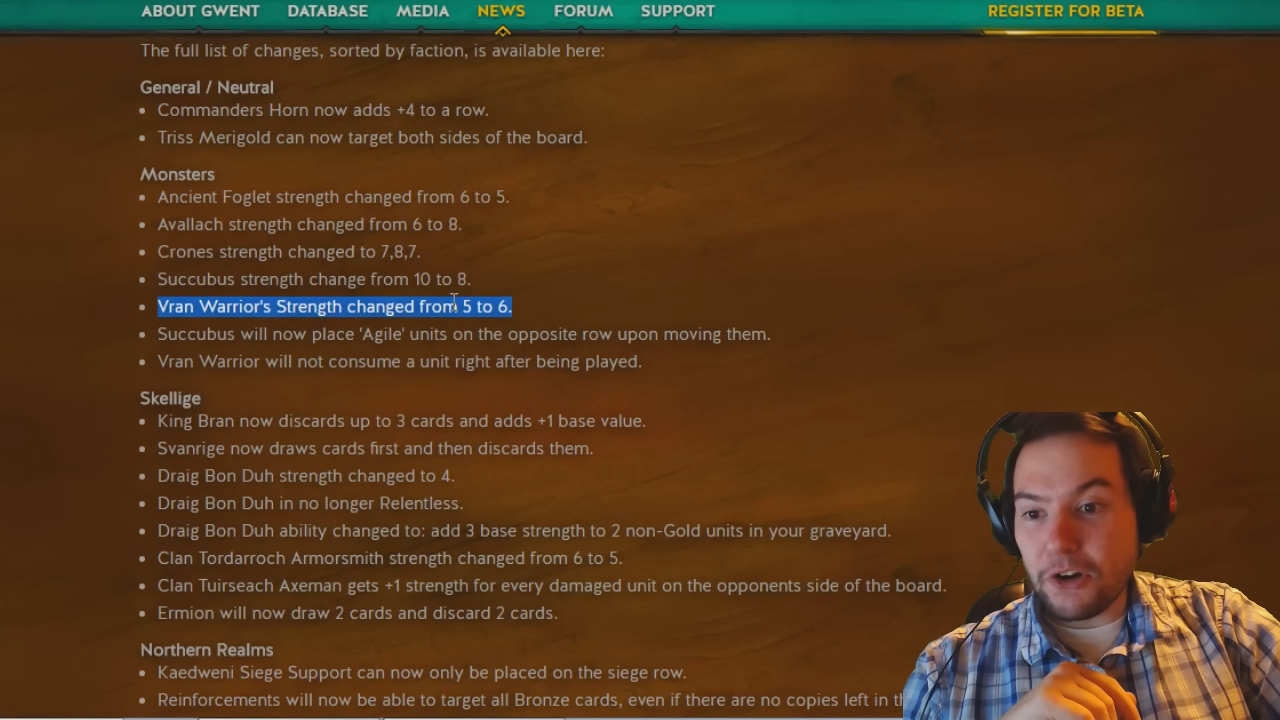 ABOUT GWENT DATABASE MEDIA NEWS FORUM SUPPORT REGISTER FOR BETA
The full list of changes, sorted by faction, is available here:
General / Neutral
• Commanders Horn now adds +4 to a row.
• Triss Merigold can now target both sides of the board.
Monsters
• Ancient Foglet strength changed from 6 to 5.
• Avallach strength changed from 6 to 8.
• Crones strength changed to 7,8,7.
• Succubus strength change from 10 to 8.
• Vran Warrior's Strength changed from 5 to 6.
• Succubus will now place 'Agile' units on the opposite row upon moving them.
• Vran Warrior will not consume a unit right after being played.
Skellige
• King Bran now discards up to 3 cards and adds +1 base value.
• Svanrige now draws cards first and then discards them.
• Draig Bon Duh strength changed to 4.
• Draig Bon Duh in no longer Relentless.
• Draig Bon Duh ability changed to: add 3 base strength to 2 non-Gold units in your graveyard.
• Clan Tordarroch Armorsmith strength changed from 6 to 5.
• Clan Tuirseach Axeman gets +1 strength for every damaged unit on the opponents side of the board.
• Ermion will now draw 2 cards and discard 2 cards.
Northern Realms
• Kaedweni Siege Support can now only be placed on the siege row.
• Reinforcements will now be able to target all Bronze cards, even if there are no copies left in